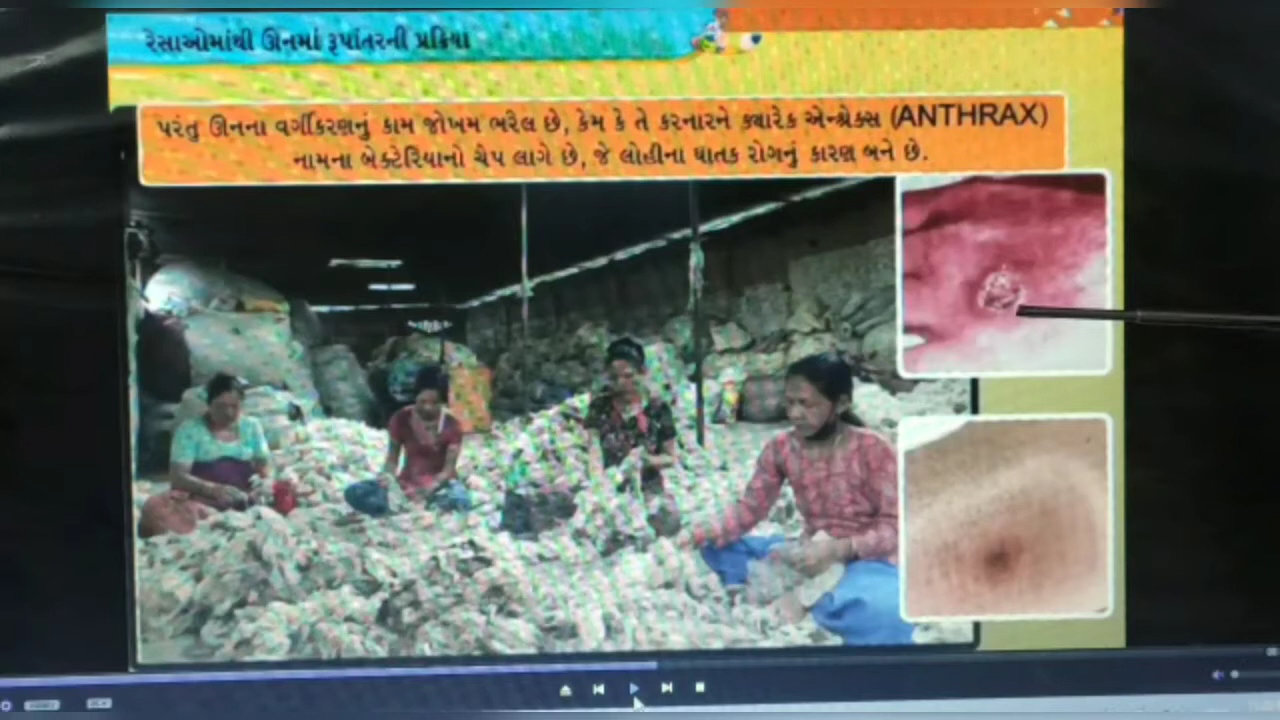 રેસાઓમાંથી ઊનમાં રૂપાંતરની પ્રક્રિયા
પરંતુ ઊનના વર્ગીકરણનું કામ જોખમ ભરેલ છે, કેમ કે તે કરનારને ક્યારેક એન્થ્રેક્સ (ANTHRAX)
નામના બેક્ટેરિયાનો ચેપ લાગે છે, જે લોહીના ઘાતક રોગનું કારણ બને છે.